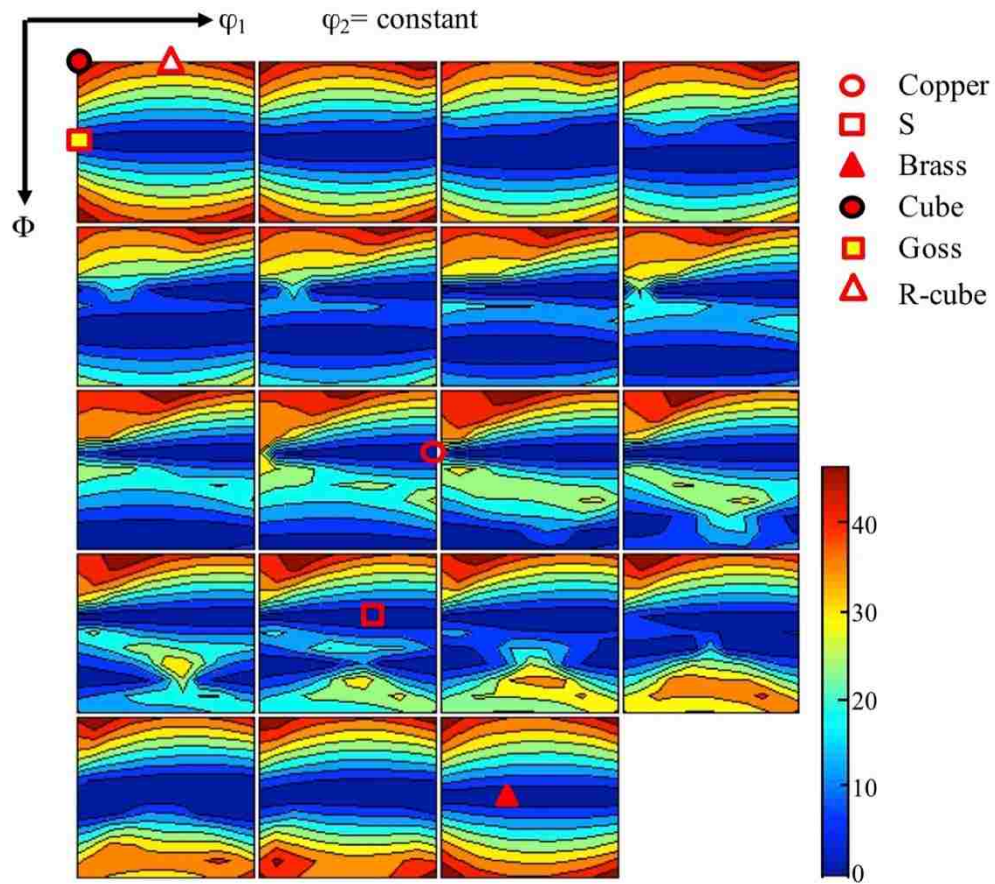 φ₁
φ₂= constant
Φ
Copper
S
Brass
Cube
Goss
R-cube
40
30
20
10
0